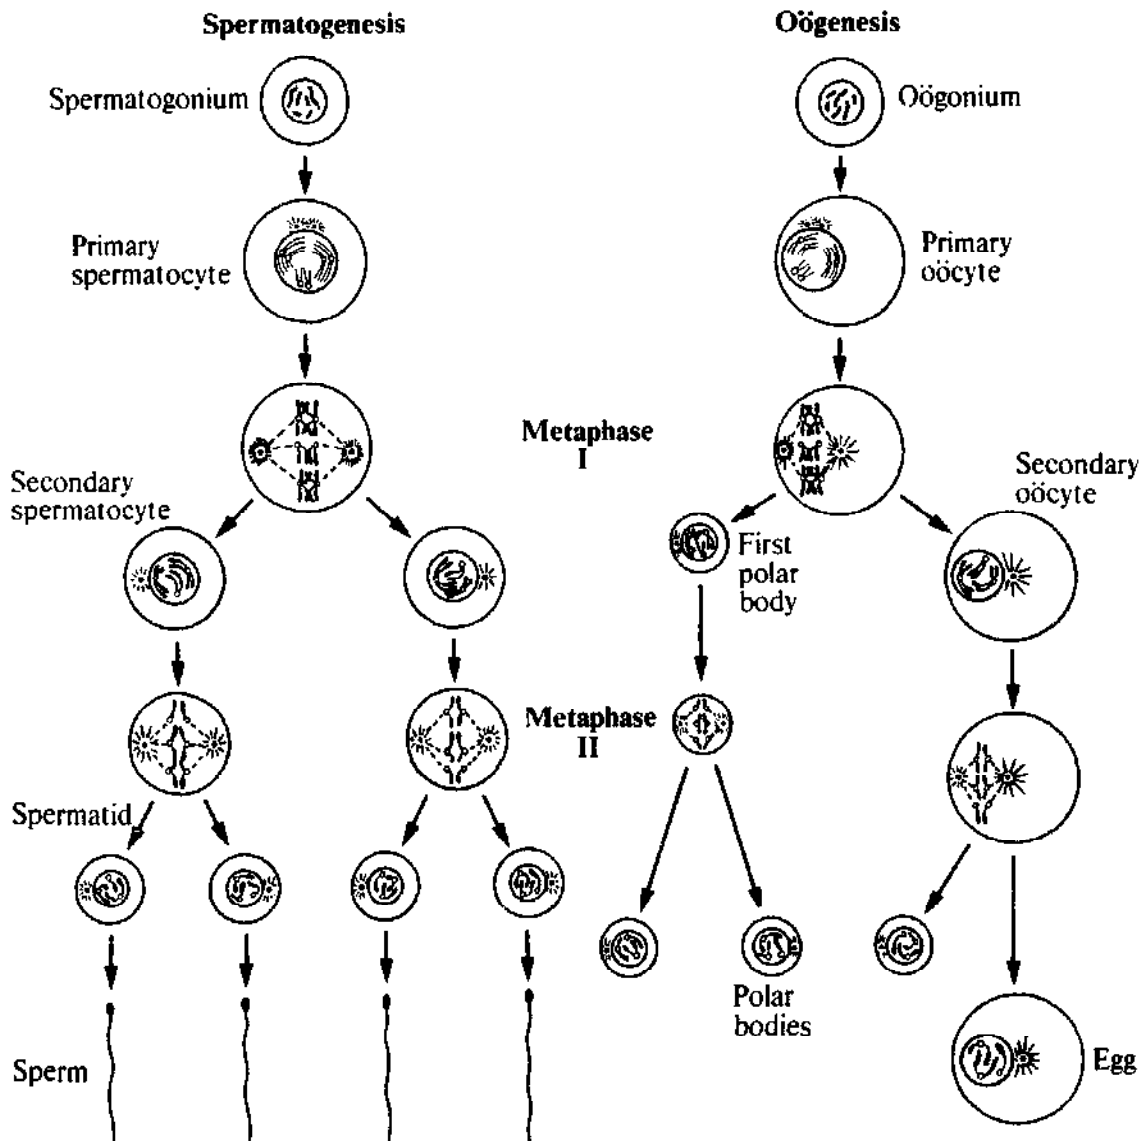 Spermatogenesis
Oögenesis
Spermatogonium
Oögonium
Primary
spermatocyte
Primary
oöcyte
Metaphase
I
Secondary
spermatocyte
Secondary
oöcyte
First
polar
body
Metaphase
II
Spermatid
Polar
bodies
Sperm
Egg